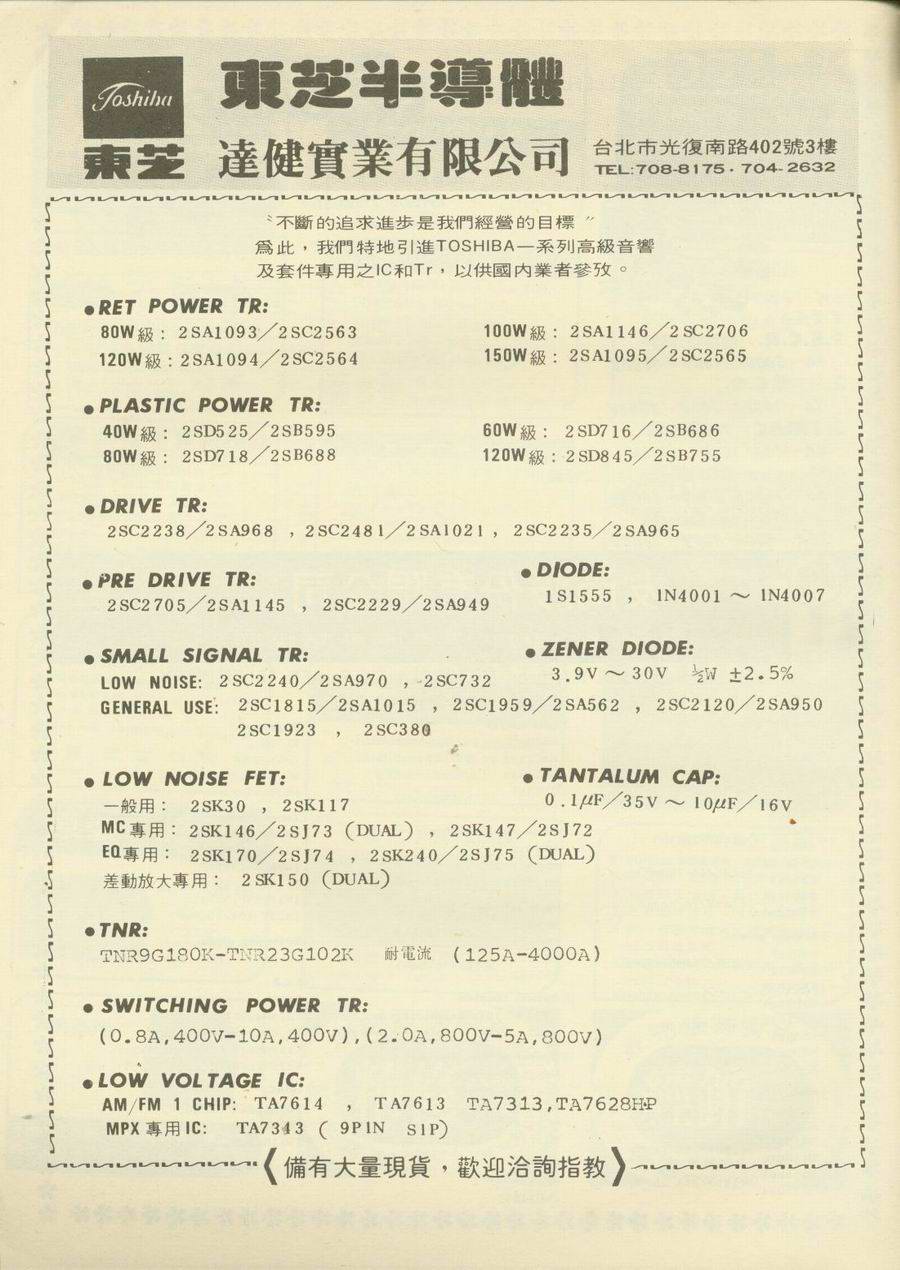 Toshiba
東芝
東芝半導體
達健實業有限公司
台北市光復南路402號3樓
TEL:708-8175・704-2632
〝不斷的追求進步是我們經營的目標〞
為此，我們特地引進TOSHIBA一系列高級音響
及套件專用之IC和Tr，以供國內業者參攷。
●RET POWER TR:
80W級：2SA1093／2SC2563
100W級：2SA1146／2SC2706
120W級：2SA1094／2SC2564
150W級：2SA1095／2SC2565
●PLASTIC POWER TR:
40W級：2SD525／2SB595
60W級：2SD716／2SB686
80W級：2SD718／2SB688
120W級：2SD845／2SB755
●DRIVE TR:
2SC2238／2SA968 , 2SC2481／2SA1021 , 2SC2235／2SA965
●PRE DRIVE TR:
2SC2705／2SA1145 , 2SC2229／2SA949
●DIODE:
1S1555 , 1N4001～1N4007
●SMALL SIGNAL TR:
LOW NOISE: 2SC2240／2SA970 , 2SC732
●ZENER DIODE:
3.9V～30V ½W ±2.5%
GENERAL USE: 2SC1815／2SA1015 , 2SC1959／2SA562 , 2SC2120／2SA950
2SC1923 , 2SC380
●LOW NOISE FET:
一般用：2SK30 , 2SK117
●TANTALUM CAP:
0.1μF／35V～10μF／16V
MC專用：2SK146／2SJ73 (DUAL) , 2SK147／2SJ72
EQ專用：2SK170／2SJ74 , 2SK240／2SJ75 (DUAL)
差動放大專用：2SK150 (DUAL)
●TNR:
TNR9G180K-TNR23G102K 耐電流 (125A-4000A)
●SWITCHING POWER TR:
(0.8A,400V-10A,400V),(2.0A,800V-5A,800V)
●LOW VOLTAGE IC:
AM/FM 1 CHIP: TA7614 , TA7613 TA7313,TA7628HP
MPX專用IC: TA7343 ( 9PIN SIP)
〈備有大量現貨，歡迎洽詢指教〉